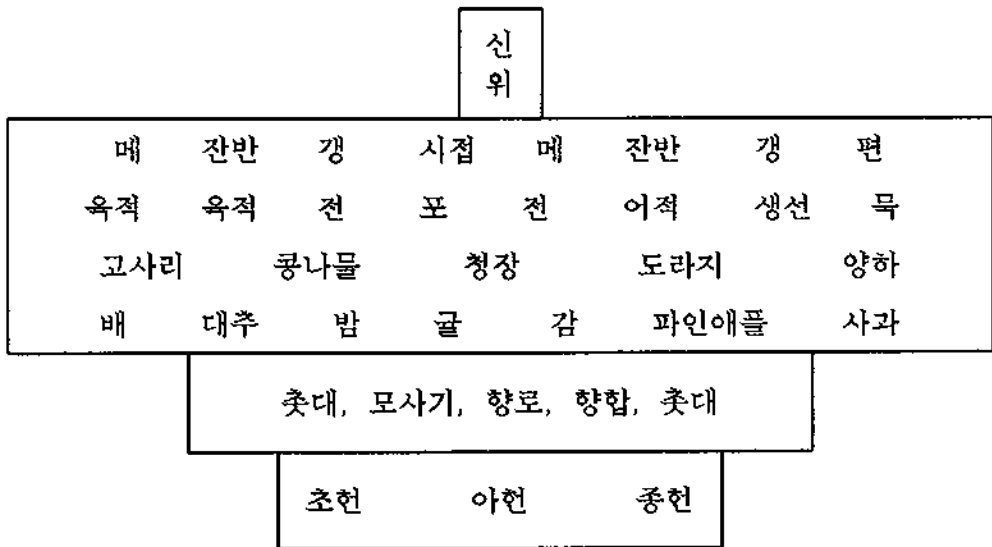 신
위
메 잔반 갱 시접 메 잔반 갱 편
육적 육적 전 포 전 어적 생선 묵
고사리 콩나물 청장 도라지 양하
배 대추 밤 귤 감 파인애플 사과
촛대, 모사기, 향로, 향합, 촛대
초헌 아헌 종헌